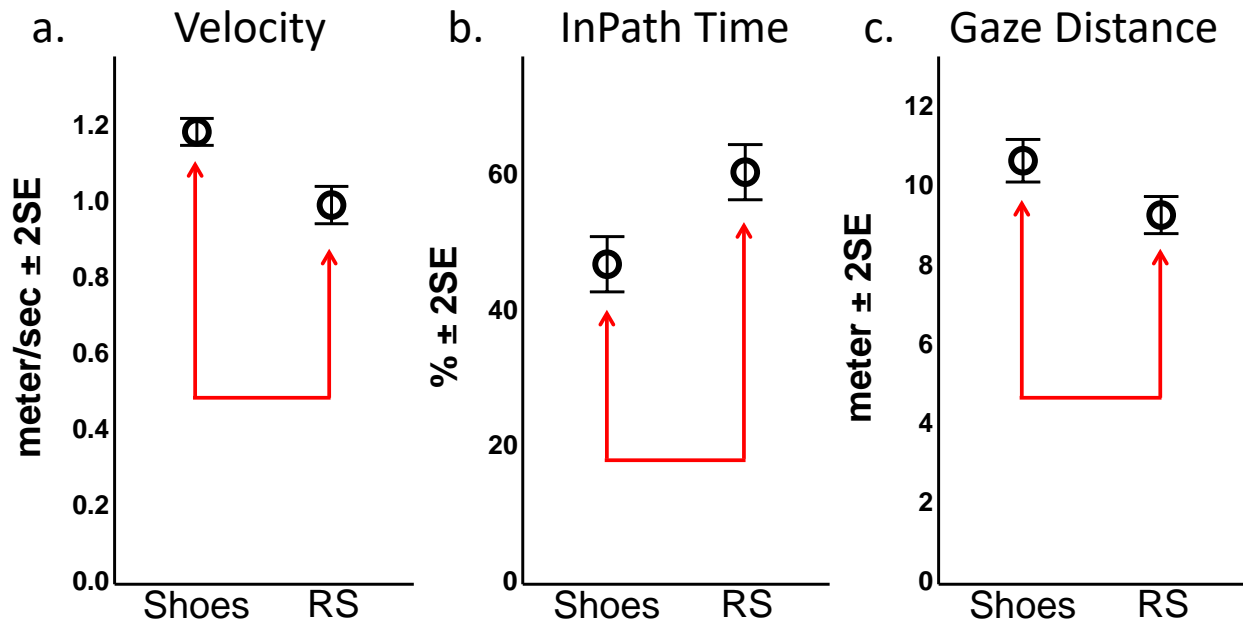 a. Velocity
meter/sec ± 2SE
1.2
1.0
0.8
0.6
0.4
0.2
0.0
Shoes RS
b. InPath Time
% ± 2SE
60
40
20
0
Shoes RS
c. Gaze Distance
meter ± 2SE
12
10
8
6
4
2
0
Shoes RS